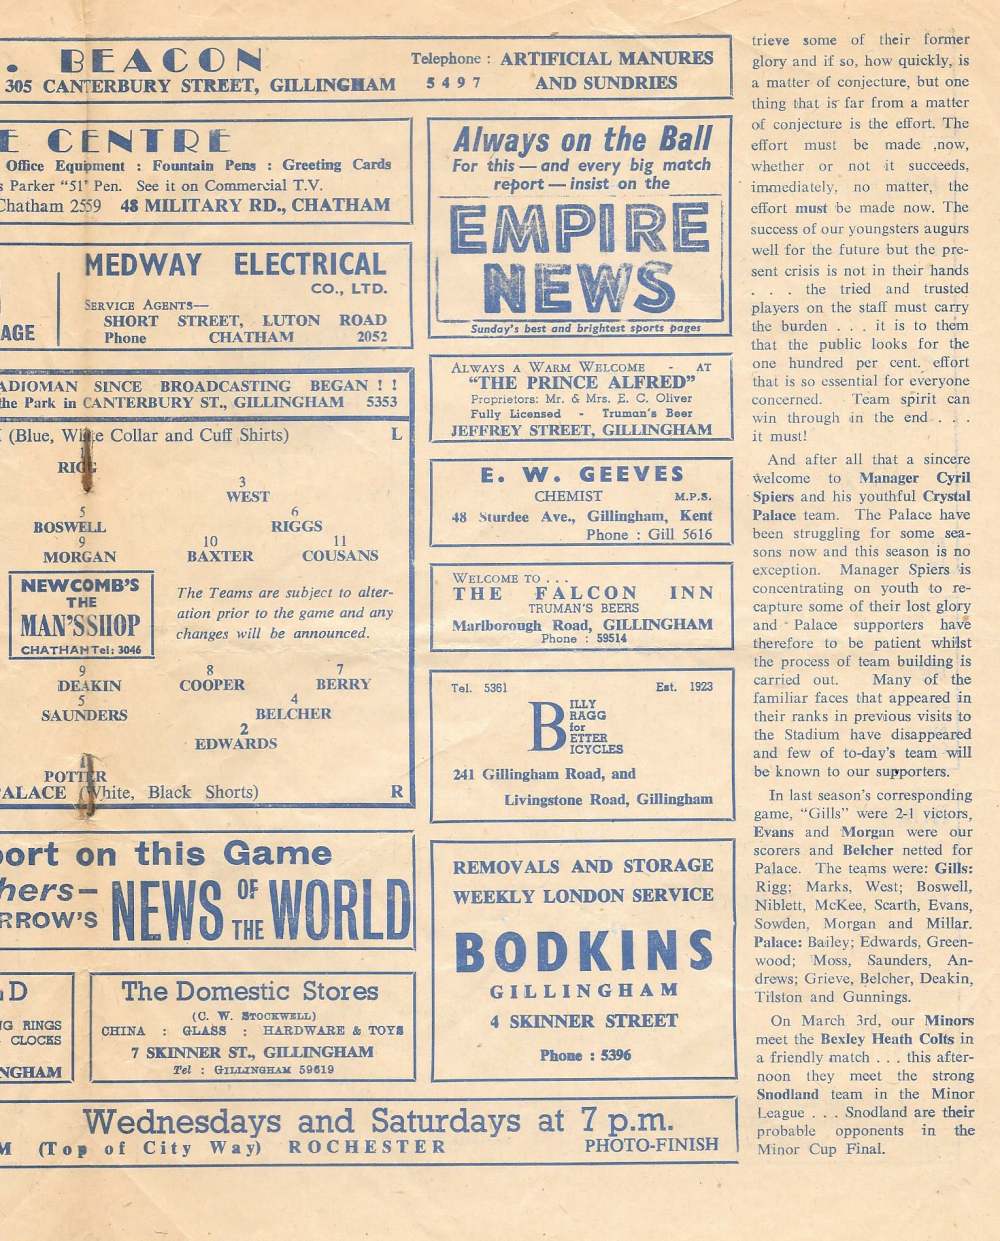 . BEACON
305 CANTERBURY STREET, GILLINGHAM
Telephone : ARTIFICIAL MANURES
5 4 9 7 AND SUNDRIES
E CENTRE
Office Equipment : Fountain Pens : Greeting Cards
s Parker "51" Pen. See it on Commercial T.V.
Chatham 2559 48 MILITARY RD., CHATHAM
AGE
MEDWAY ELECTRICAL
CO., LTD.
SERVICE AGENTS—
SHORT STREET, LUTON ROAD
Phone CHATHAM 2052
ADIOMAN SINCE BROADCASTING BEGAN ! !
the Park in CANTERBURY ST., GILLINGHAM 5353
(Blue, White Collar and Cuff Shirts) L
1
RIGG
3
WEST
5 6
BOSWELL RIGGS
9 10 11
MORGAN BAXTER COUSANS
NEWCOMB'S
THE
MAN'S SHOP
CHATHAM Tel: 3046
The Teams are subject to alter-
ation prior to the game and any
changes will be announced.
9 8 7
DEAKIN COOPER BERRY
5 4
SAUNDERS BELCHER
2
EDWARDS
POTTER
ALACE (White, Black Shorts) R
port on this Game
hers—
RROW'S NEWS OF THE WORLD
D
G RINGS
CLOCKS
NGHAM
The Domestic Stores
(C. W. STOCKWELL)
CHINA : GLASS : HARDWARE & TOYS
7 SKINNER ST., GILLINGHAM
Tel : GILLINGHAM 59619
Wednesdays and Saturdays at 7 p.m.
M (Top of City Way) ROCHESTER PHOTO-FINISH
Always on the Ball
For this — and every big match
report — insist on the
EMPIRE
NEWS
Sunday's best and brightest sports pages
ALWAYS A WARM WELCOME - AT
"THE PRINCE ALFRED"
Proprietors: Mr. & Mrs. E. C. Oliver
Fully Licensed - Truman's Beer
JEFFREY STREET, GILLINGHAM
E. W. GEEVES
CHEMIST M.P.S.
48 Sturdee Ave., Gillingham, Kent
Phone : Gill 5616
WELCOME TO . . .
THE FALCON INN
TRUMAN'S BEERS
Marlborough Road, GILLINGHAM
Phone : 59514
Tel. 5361 Est. 1923
BILLY
RAGG
for
BETTER
BICYCLES
241 Gillingham Road, and
Livingstone Road, Gillingham
REMOVALS AND STORAGE
WEEKLY LONDON SERVICE
BODKINS
GILLINGHAM
4 SKINNER STREET
Phone : 5396
trieve some of their former
glory and if so, how quickly, is
a matter of conjecture, but one
thing that is far from a matter
of conjecture is the effort. The
effort must be made ,now,
whether or not it succeeds,
immediately, no matter, the
effort must be made now. The
success of our youngsters augurs
well for the future but the pre-
sent crisis is not in their hands
. . . the tried and trusted
players on the staff must carry
the burden . . . it is to them
that the public looks for the
one hundred per cent. effort
that is so essential for everyone
concerned. Team spirit can
win through in the end . . .
it must!
And after all that a sincere
welcome to Manager Cyril
Spiers and his youthful Crystal
Palace team. The Palace have
been struggling for some sea-
sons now and this season is no
exception. Manager Spiers is
concentrating on youth to re-
capture some of their lost glory
and Palace supporters have
therefore to be patient whilst
the process of team building is
carried out. Many of the
familiar faces that appeared in
their ranks in previous visits to
the Stadium have disappeared
and few of to-day's team will
be known to our supporters.
In last season's corresponding
game, "Gills" were 2-1 victors,
Evans and Morgan were our
scorers and Belcher netted for
Palace. The teams were: Gills:
Rigg; Marks, West; Boswell,
Niblett, McKee, Scarth, Evans,
Sowden, Morgan and Millar.
Palace: Bailey; Edwards, Green-
wood; Moss, Saunders, An-
drews; Grieve, Belcher, Deakin,
Tilston and Gunnings.
On March 3rd, our Minors
meet the Bexley Heath Colts in
a friendly match . . . this after-
noon they meet the strong
Snodland team in the Minor
League . . . Snodland are their
probable opponents in the
Minor Cup Final.